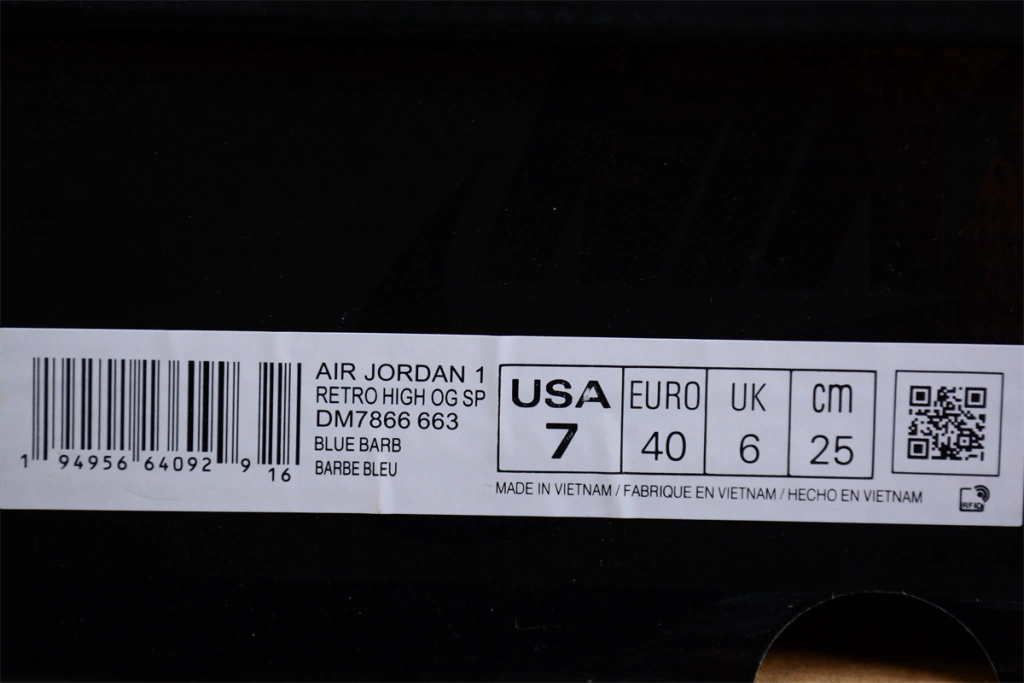 AIR JORDAN 1
RETRO HIGH OG SP
DM7866 663
BLUE BARB
BARBE BLEU
1 94956 64092 9 16
USA EURO UK cm
7 40 6 25
MADE IN VIETNAM / FABRIQUE EN VIETNAM / HECHO EN VIETNAM
RFID